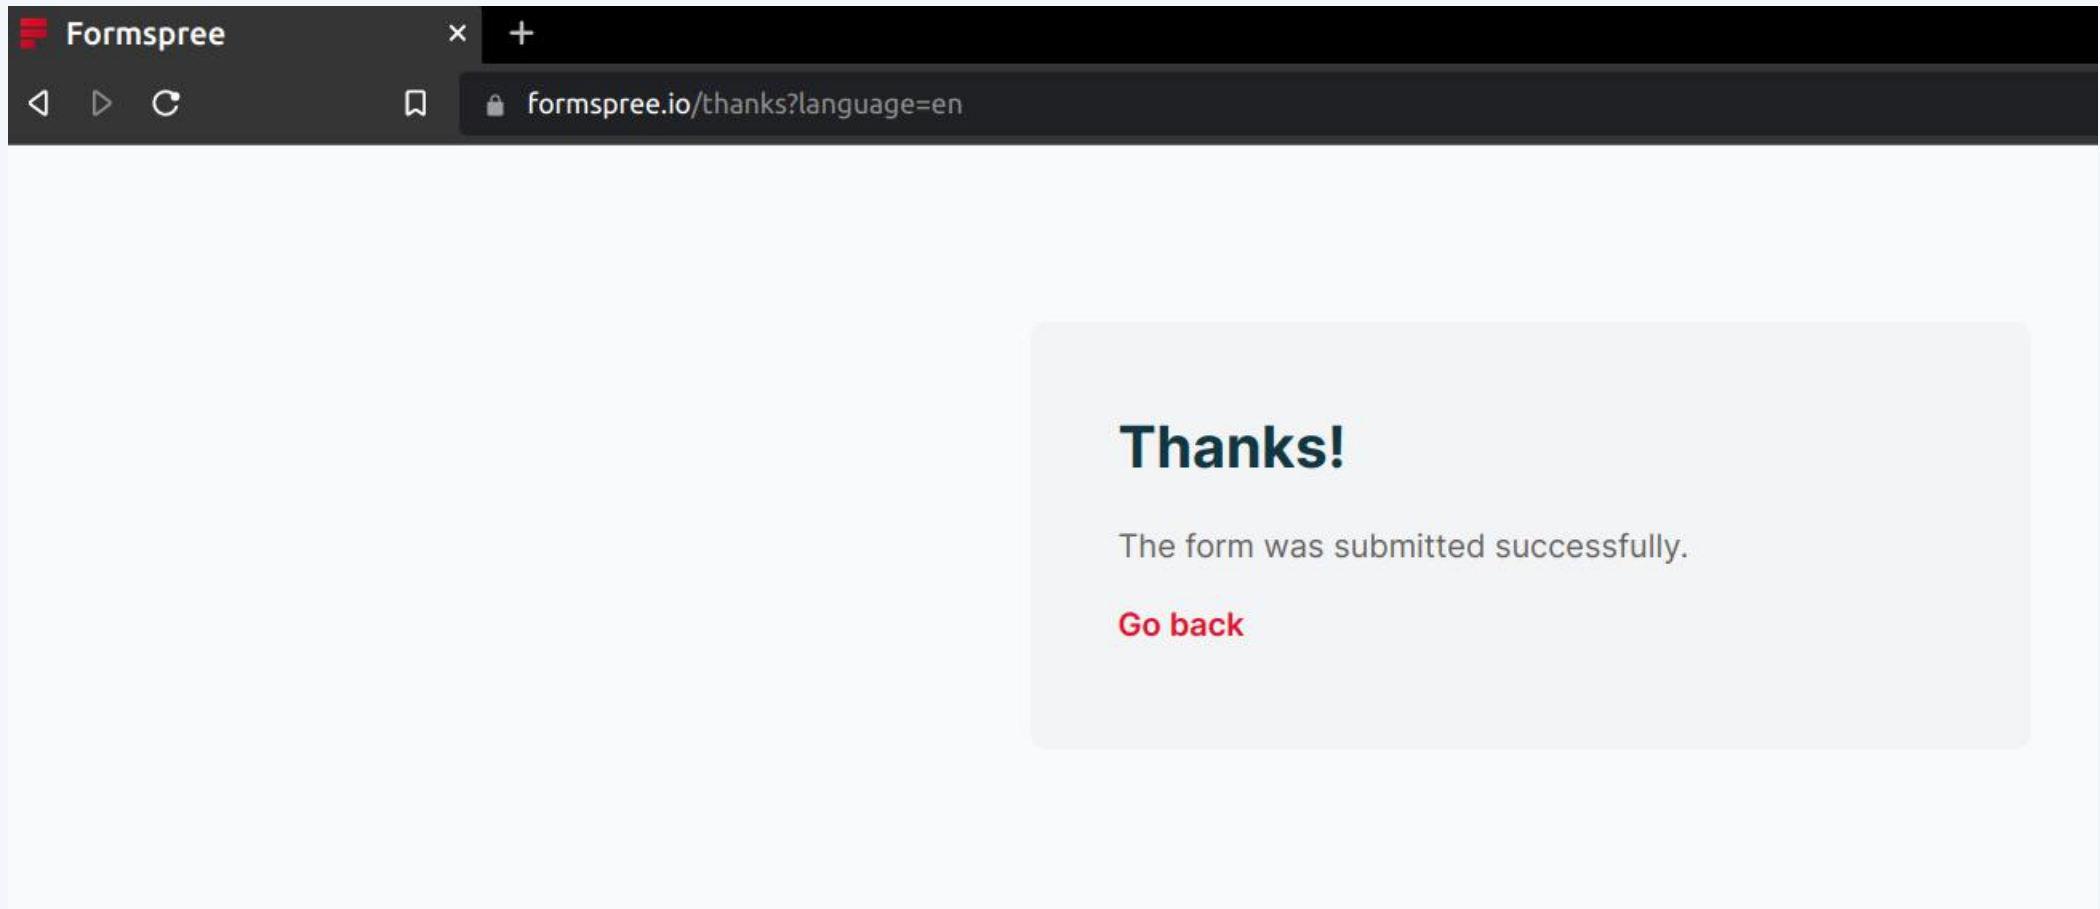 Formspree
formspree.io/thanks?language=en
Thanks!
The form was submitted successfully.
Go back